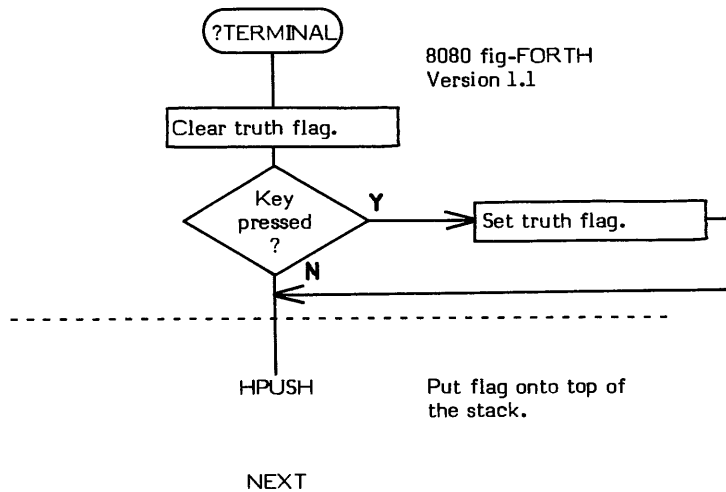 ?TERMINAL
8080 fig-FORTH
Version 1.1
Clear truth flag.
Key
pressed
?
Y
Set truth flag.
N
HPUSH
Put flag onto top of
the stack.
NEXT